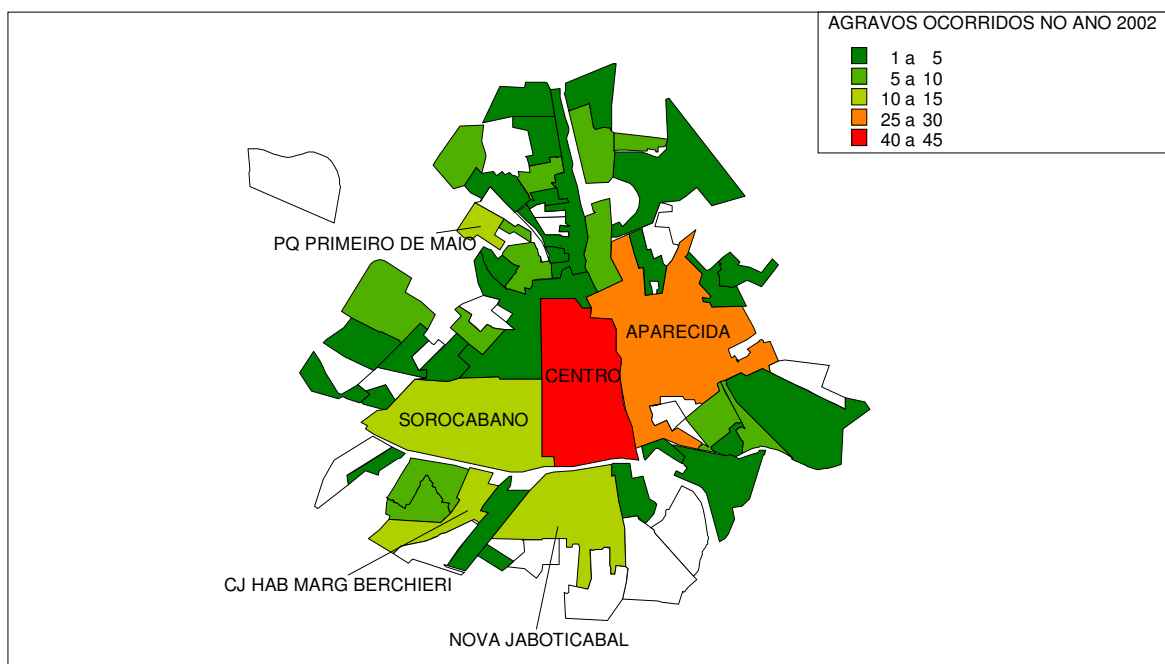 AGRAVOS OCORRIDOS NO ANO 2002
1 a 5
5 a 10
10 a 15
25 a 30
40 a 45
PQ PRIMEIRO DE MAIO
APARECIDA
CENTRO
SOROCABANO
CJ HAB MARG BERCHIERI
NOVA JABOTICABAL